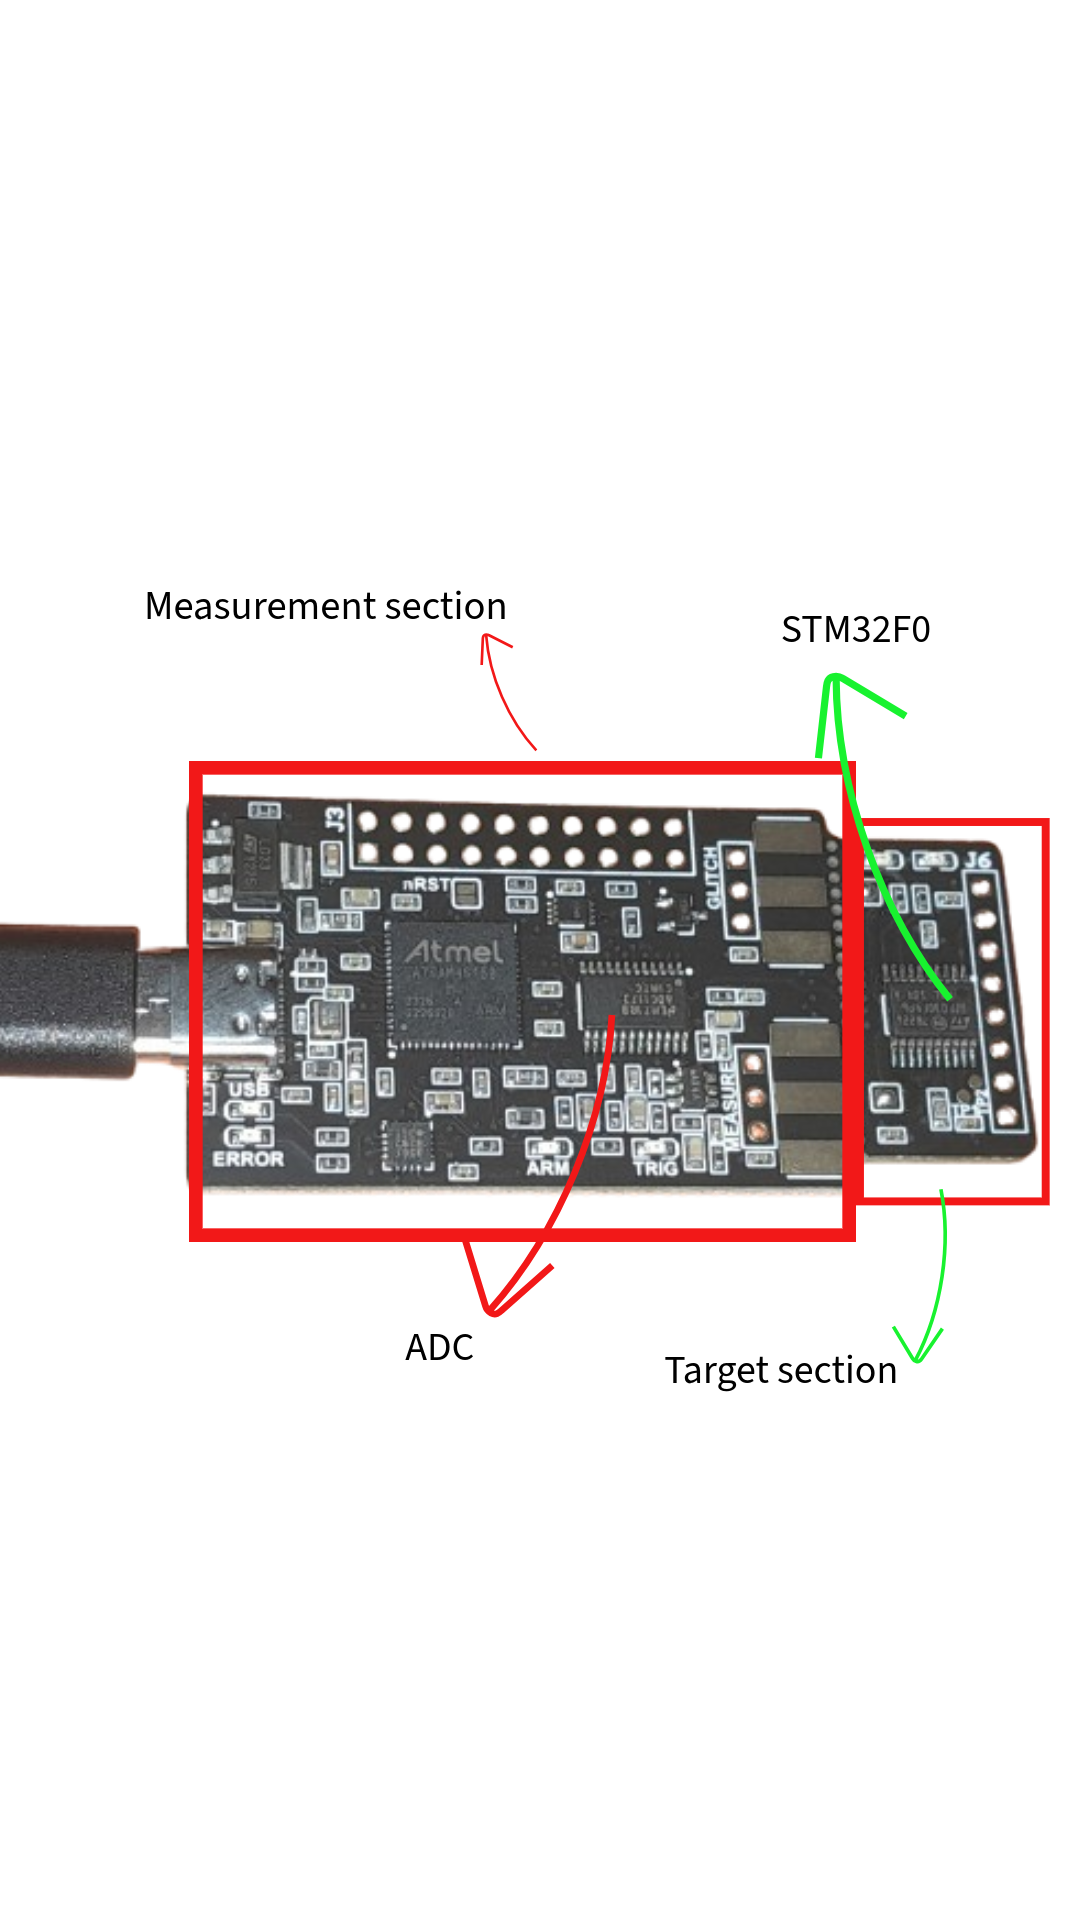 Measurement section
STM32F0
J3
nRST
GLITCH
J6
Atmel
MEASURE
USB
ERROR
ARM
TRIG
ADC
Target section